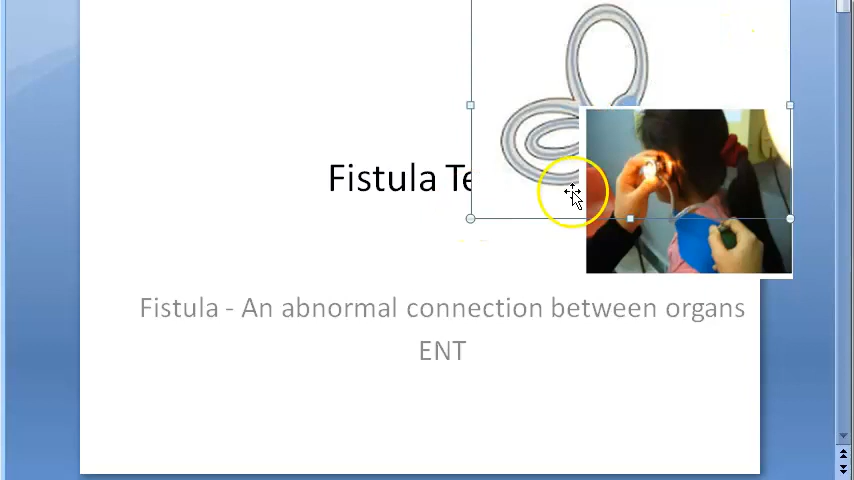 Fistula Te
Fistula - An abnormal connection between organs
ENT